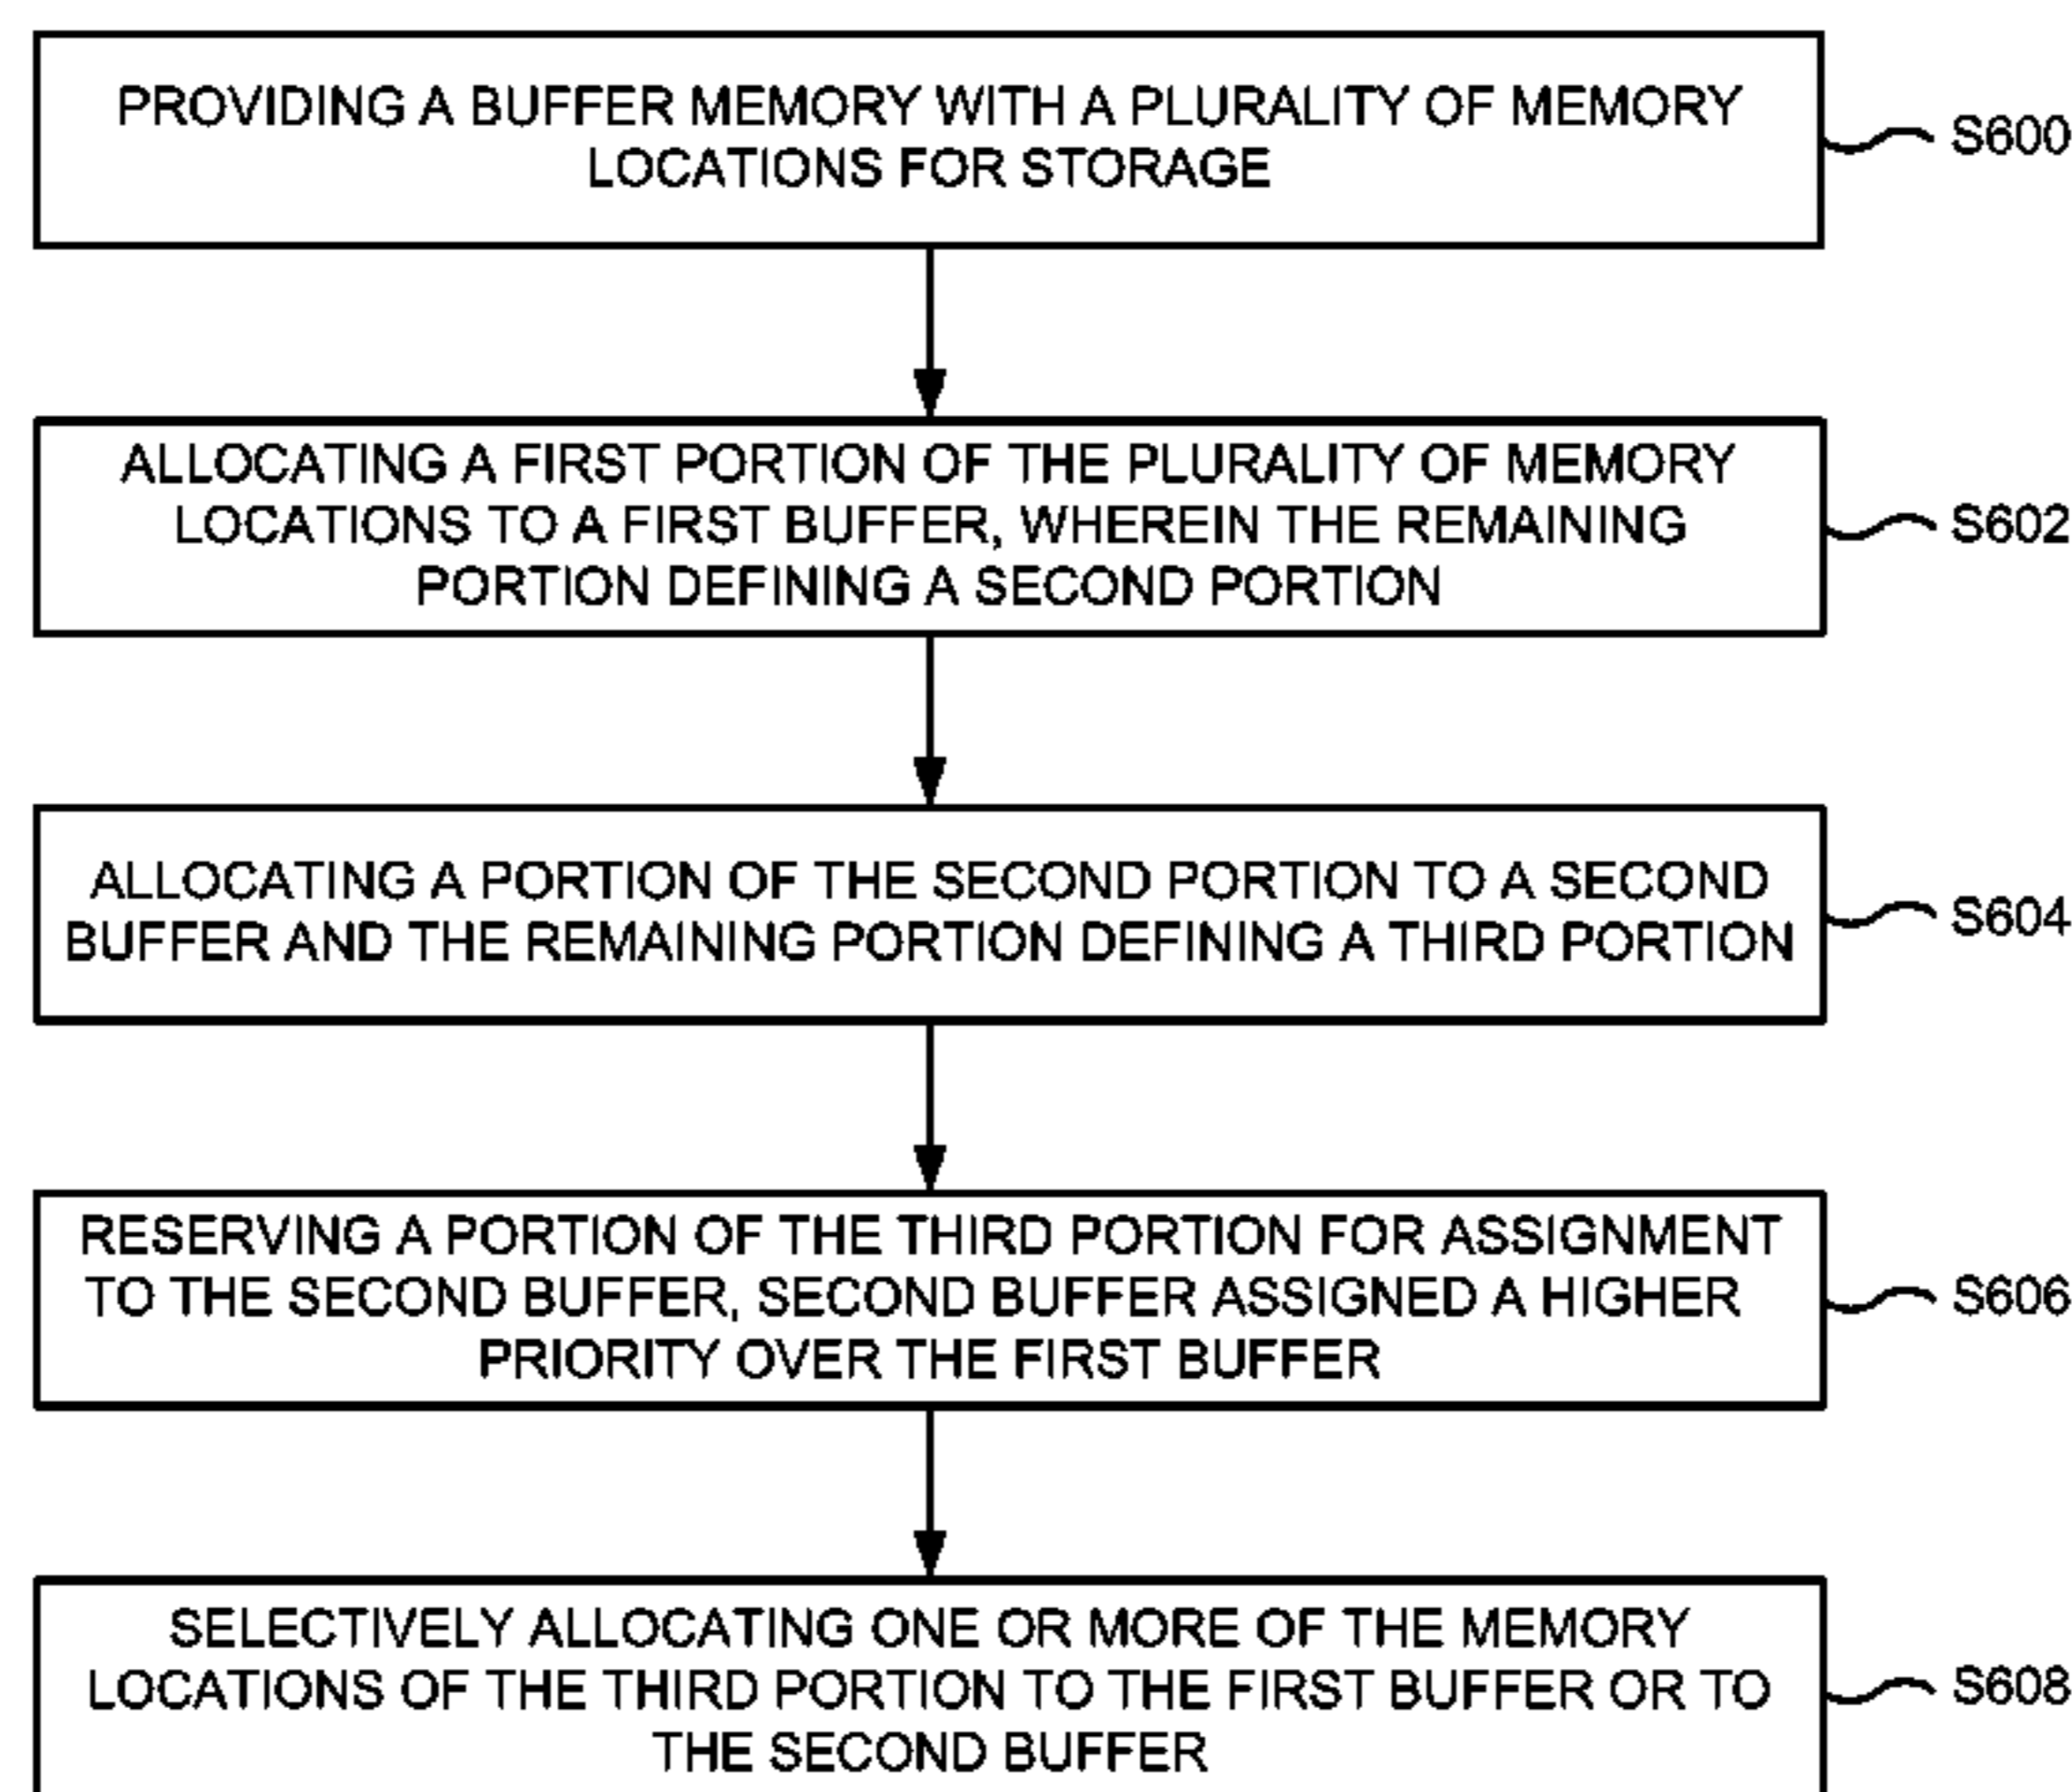 PROVIDING A BUFFER MEMORY WITH A PLURALITY OF MEMORY
LOCATIONS FOR STORAGE
S600
ALLOCATING A FIRST PORTION OF THE PLURALITY OF MEMORY
LOCATIONS TO A FIRST BUFFER, WHEREIN THE REMAINING
PORTION DEFINING A SECOND PORTION
S602
ALLOCATING A PORTION OF THE SECOND PORTION TO A SECOND
BUFFER AND THE REMAINING PORTION DEFINING A THIRD PORTION
S604
RESERVING A PORTION OF THE THIRD PORTION FOR ASSIGNMENT
TO THE SECOND BUFFER, SECOND BUFFER ASSIGNED A HIGHER
PRIORITY OVER THE FIRST BUFFER
S606
SELECTIVELY ALLOCATING ONE OR MORE OF THE MEMORY
LOCATIONS OF THE THIRD PORTION TO THE FIRST BUFFER OR TO
THE SECOND BUFFER
S608